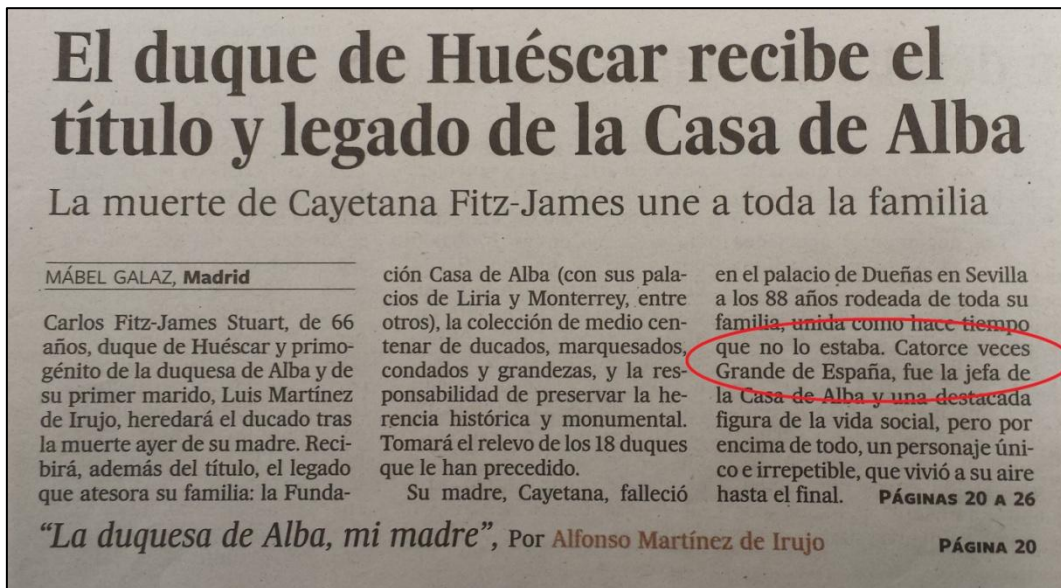 El duque de Huéscar recibe el
título y legado de la Casa de Alba
La muerte de Cayetana Fitz-James une a toda la familia
MÁBEL GALAZ, Madrid
Carlos Fitz-James Stuart, de 66
años, duque de Huéscar y primo-
génito de la duquesa de Alba y de
su primer marido, Luis Martínez
de Irujo, heredará el ducado tras
la muerte ayer de su madre. Reci-
birá, además del título, el legado
que atesora su familia: la Funda-
ción Casa de Alba (con sus pala-
cios de Liria y Monterrey, entre
otros), la colección de medio cen-
tenar de ducados, marquesados,
condados y grandezas, y la res-
ponsabilidad de preservar la he-
rencia histórica y monumental.
Tomará el relevo de los 18 duques
que le han precedido.
Su madre, Cayetana, falleció
en el palacio de Dueñas en Sevilla
a los 88 años rodeada de toda su
familia, unida como hace tiempo
que no lo estaba. Catorce veces
Grande de España, fue la jefa de
la Casa de Alba y una destacada
figura de la vida social, pero por
encima de todo, un personaje úni-
co e irrepetible, que vivió a su aire
hasta el final. PÁGINAS 20 A 26
“La duquesa de Alba, mi madre”, Por Alfonso Martínez de Irujo PÁGINA 20